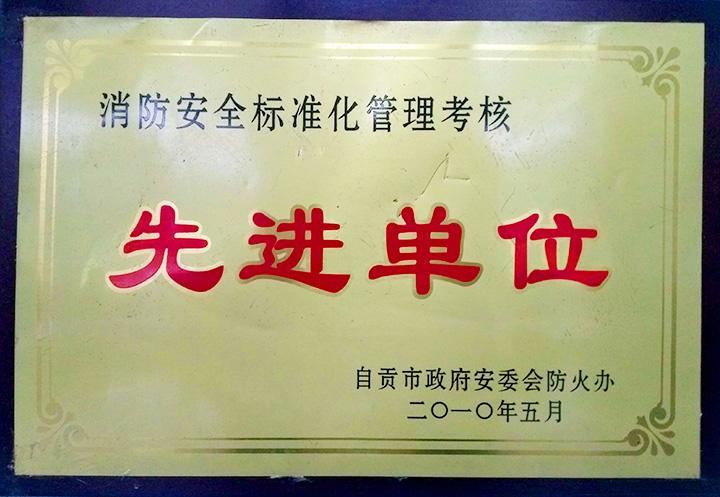 消防安全标准化管理考核
先进单位
自贡市政府安委会防火办
二〇一〇年五月